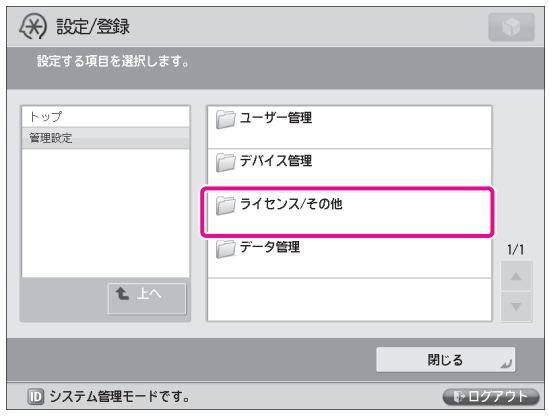 設定/登録
設定する項目を選択します。
トップ
管理設定
ユーザー管理
デバイス管理
ライセンス/その他
データ管理
1/1
上へ
閉じる
ID システム管理モードです。
ログアウト